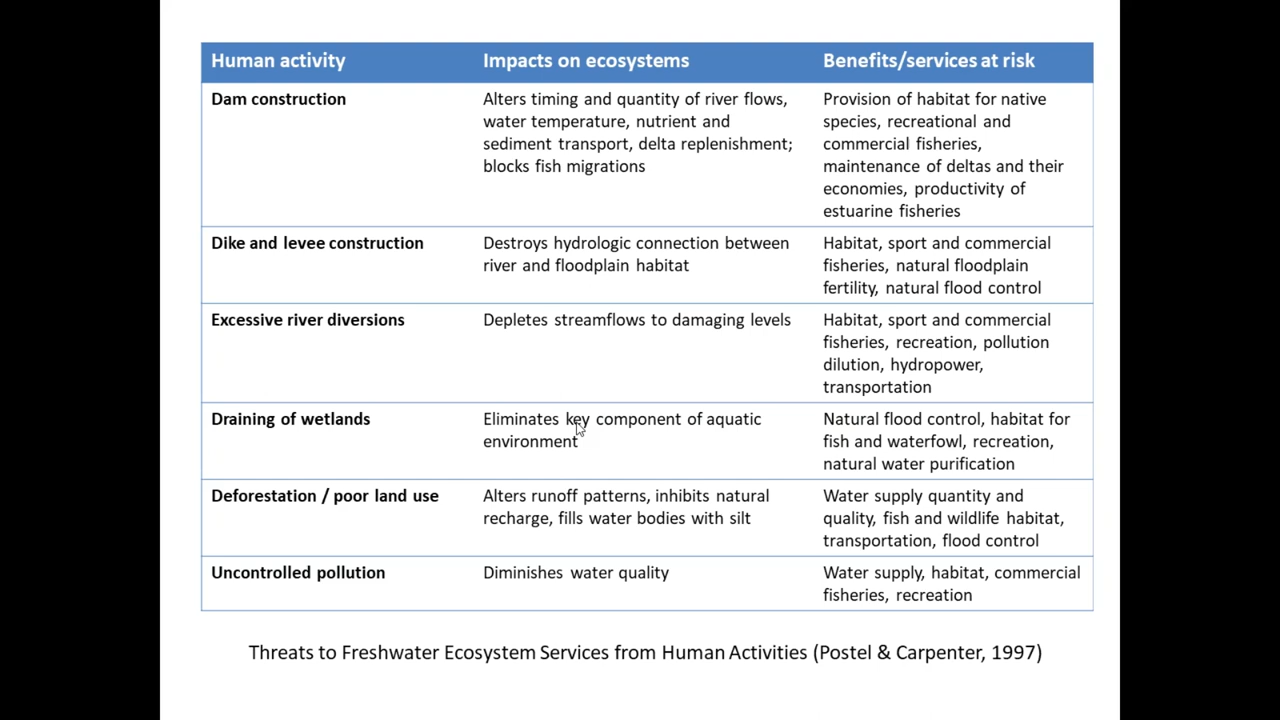 Human activity
Impacts on ecosystems
Benefits/services at risk
Dam construction
Alters timing and quantity of river flows,
water temperature, nutrient and
sediment transport, delta replenishment;
blocks fish migrations
Provision of habitat for native
species, recreational and
commercial fisheries,
maintenance of deltas and their
economies, productivity of
estuarine fisheries
Dike and levee construction
Destroys hydrologic connection between
river and floodplain habitat
Habitat, sport and commercial
fisheries, natural floodplain
fertility, natural flood control
Excessive river diversions
Depletes streamflows to damaging levels
Habitat, sport and commercial
fisheries, recreation, pollution
dilution, hydropower,
transportation
Draining of wetlands
Eliminates key component of aquatic
environment
Natural flood control, habitat for
fish and waterfowl, recreation,
natural water purification
Deforestation / poor land use
Alters runoff patterns, inhibits natural
recharge, fills water bodies with silt
Water supply quantity and
quality, fish and wildlife habitat,
transportation, flood control
Uncontrolled pollution
Diminishes water quality
Water supply, habitat, commercial
fisheries, recreation
Threats to Freshwater Ecosystem Services from Human Activities (Postel & Carpenter, 1997)